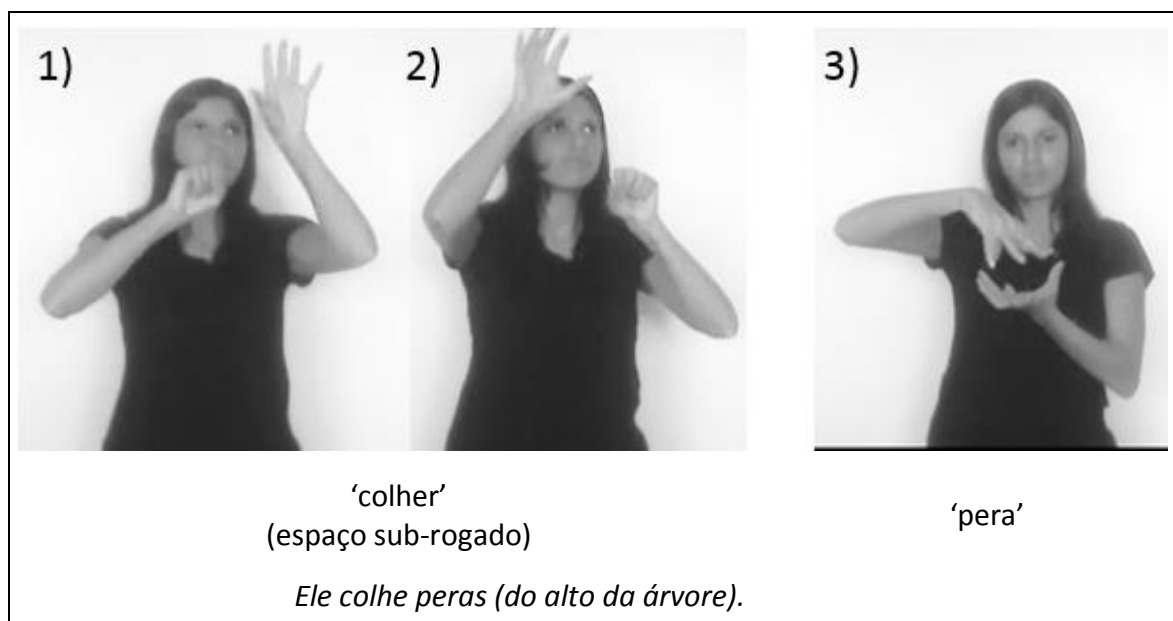 1) 2) 3)
‘colher’
(espaço sub-rogado)
‘pera’
Ele colhe peras (do alto da árvore).